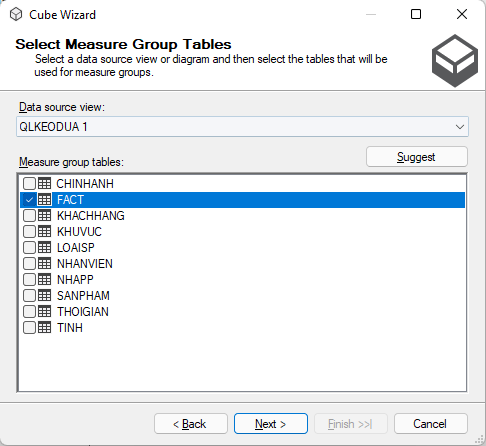 Cube Wizard
Select Measure Group Tables
Select a data source view or diagram and then select the tables that will be
used for measure groups.
Data source view:
QLKEODUA 1
Measure group tables:
Suggest
CHINHANH
FACT
KHACHHANG
KHUVUC
LOAISP
NHANVIEN
NHAPP
SANPHAM
THOIGIAN
TINH
< Back
Next >
Finish >>|
Cancel